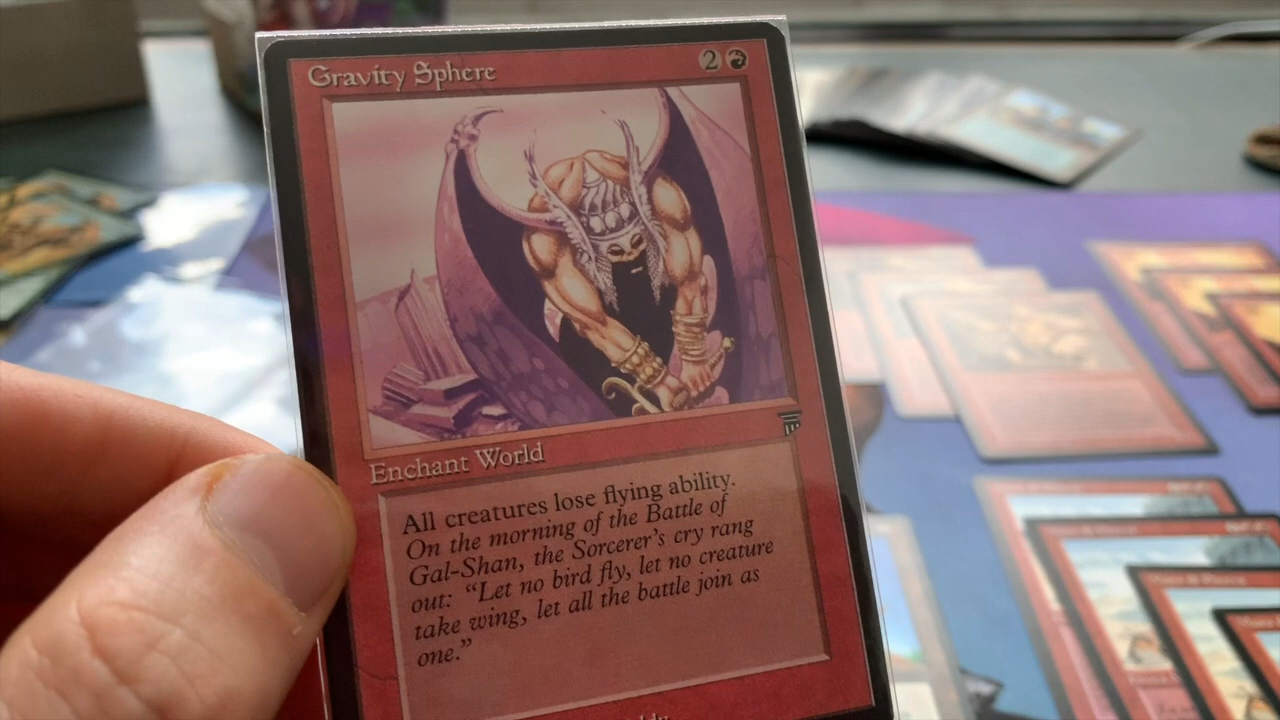 Gravity Sphere
2
Enchant World
All creatures lose flying ability.
On the morning of the Battle of
Gal-Shan, the Sorcerer's cry rang
out: "Let no bird fly, let no creature
take wing, let all the battle join as
one."